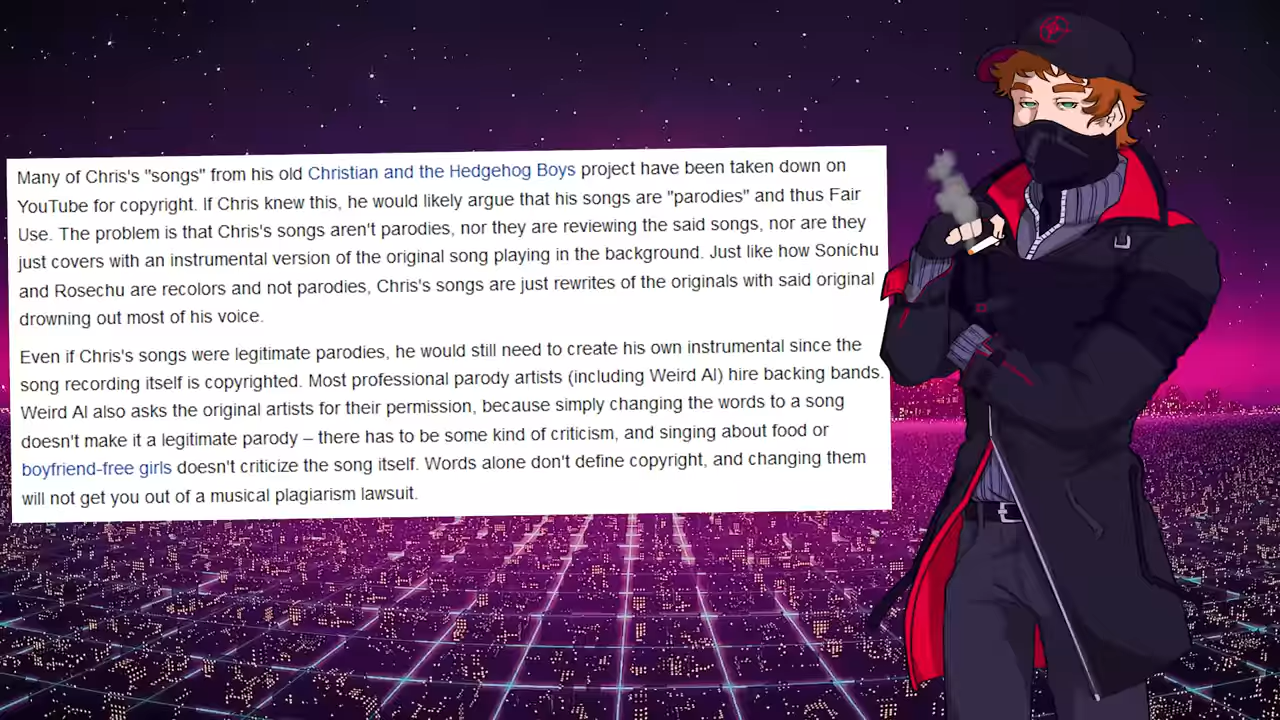 Many of Chris's "songs" from his old Christian and the Hedgehog Boys project have been taken down on
YouTube for copyright. If Chris knew this, he would likely argue that his songs are "parodies" and thus Fair
Use. The problem is that Chris's songs aren't parodies, nor they are reviewing the said songs, nor are they
just covers with an instrumental version of the original song playing in the background. Just like how Sonichu
and Rosechu are recolors and not parodies, Chris's songs are just rewrites of the originals with said original
drowning out most of his voice.
Even if Chris's songs were legitimate parodies, he would still need to create his own instrumental since the
song recording itself is copyrighted. Most professional parody artists (including Weird Al) hire backing bands.
Weird Al also asks the original artists for their permission, because simply changing the words to a song
doesn't make it a legitimate parody – there has to be some kind of criticism, and singing about food or
boyfriend-free girls doesn't criticize the song itself. Words alone don't define copyright, and changing them
will not get you out of a musical plagiarism lawsuit.